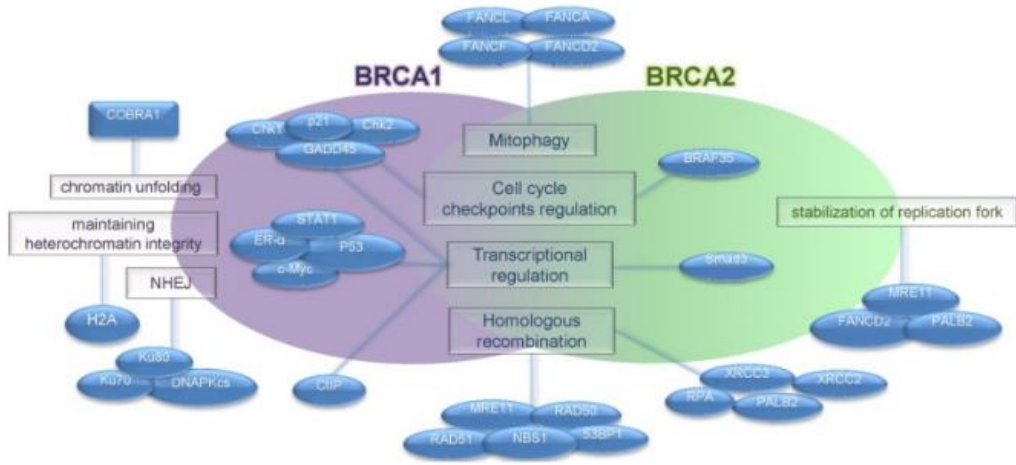 FANCL
FANCA
FANCF
FANCD2
BRCA1
BRCA2
COBRA1
Chk1
p21
Chk2
GADD45
Mitophagy
BRAF35
chromatin unfolding
Cell cycle
checkpoints regulation
maintaining
heterochromatin integrity
stabilization of replication fork
STAT1
ER-α
P53
c-Myc
Transcriptional
regulation
Smad3
NHEJ
H2A
Homologous
recombination
MRE11
FANCD2
PALB2
Ku80
Ku70
DNAPKcs
CtIP
XRCC3
XRCC2
RPA
PALB2
MRE11
RAD50
RAD51
NBS1
53BP1